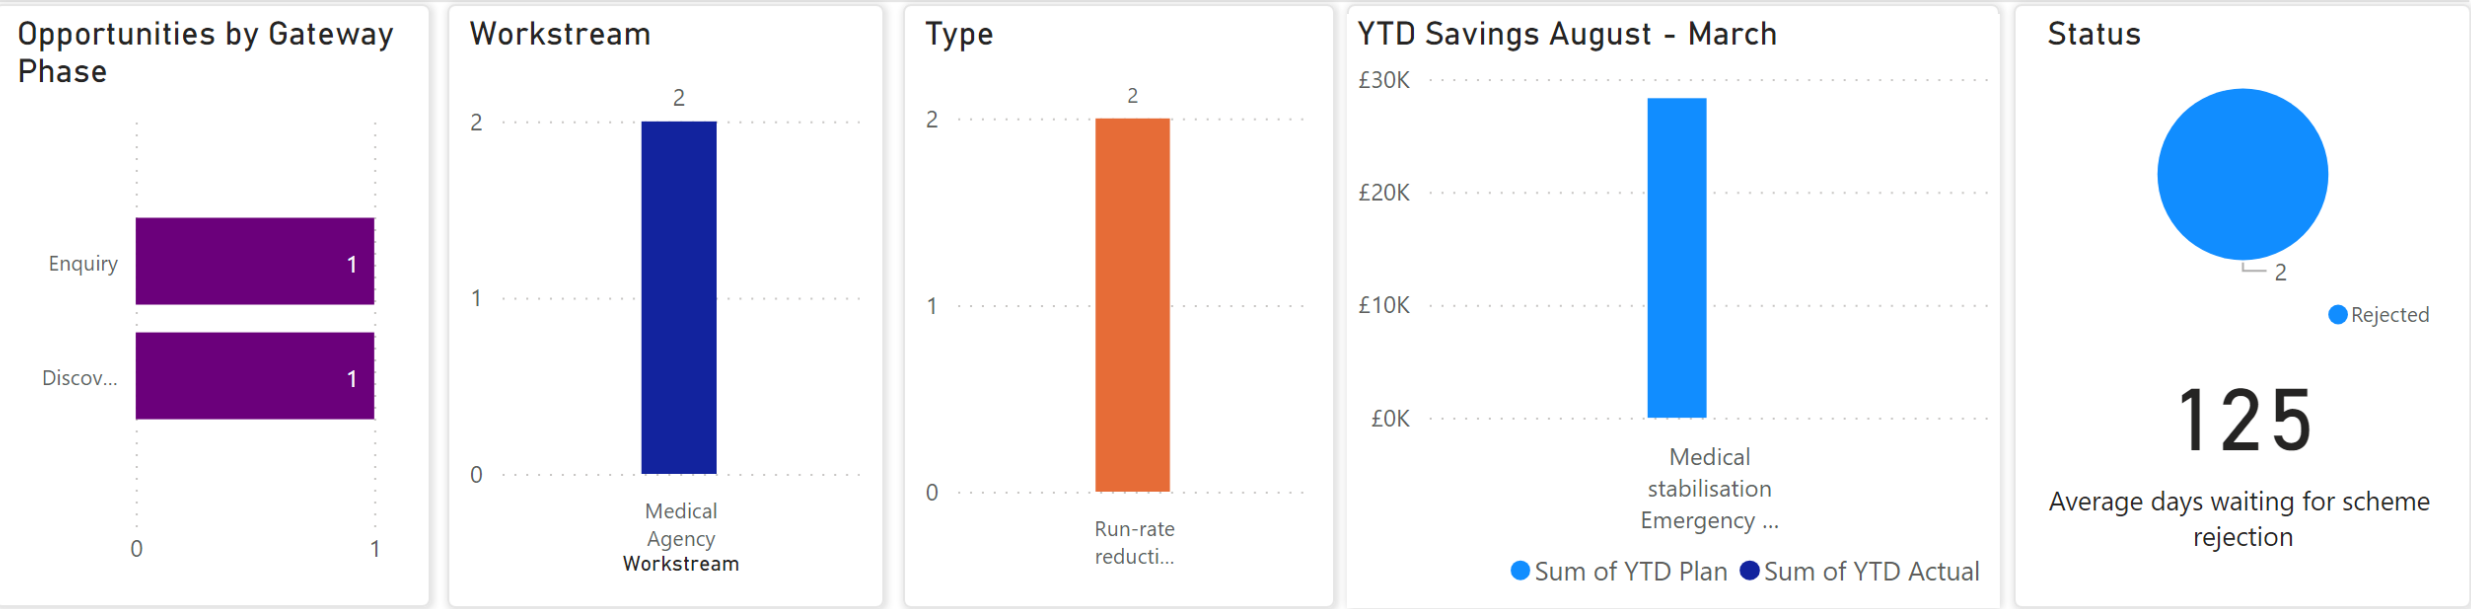 Opportunities by Gateway
Phase
Enquiry
1
Discov...
1
0
1
Workstream
2
2
1
0
Medical
Agency
Workstream
Type
2
2
1
0
Run-rate
reducti...
YTD Savings August - March
£30K
£20K
£10K
£0K
Medical
stabilisation
Emergency ...
Sum of YTD Plan
Sum of YTD Actual
Status
2
Rejected
125
Average days waiting for scheme
rejection